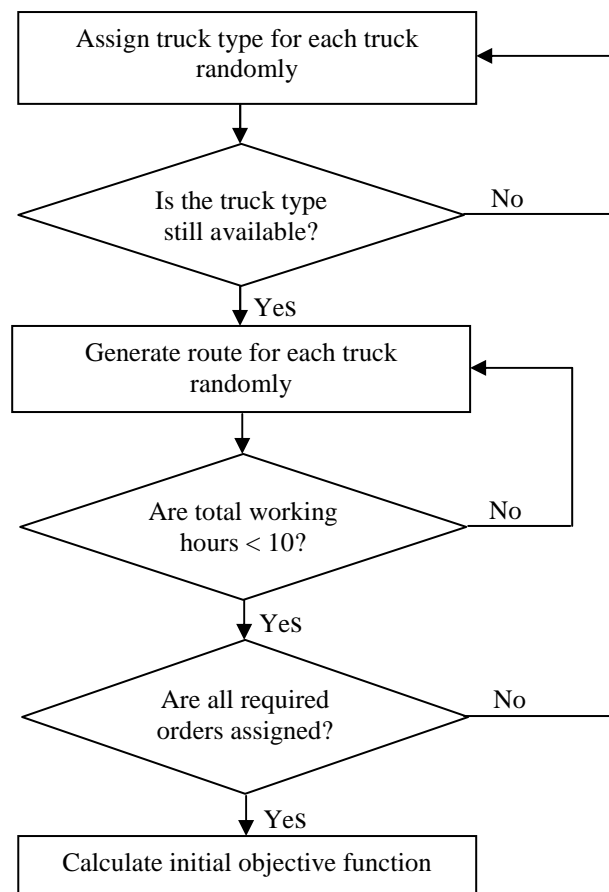 Assign truck type for each truck
randomly
Is the truck type
still available?
No
Yes
Generate route for each truck
randomly
Are total working
hours < 10?
No
Yes
Are all required
orders assigned?
No
Yes
Calculate initial objective function